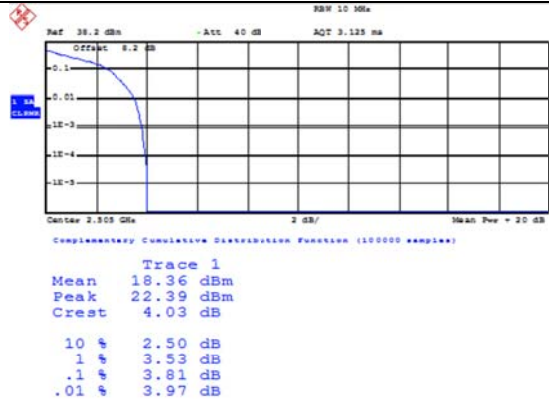 RBW 10 MHz
Ref 38.2 dBm Att 40 dB AQT 3.125 ms
Offset 8.2 dB
0.1
0.01
1E-3
1E-4
1E-5
1 SA
CLRWR
Center 2.505 GHz 2 dB/ Mean Pwr + 20 dB
Complementary Cumulative Distribution Function (100000 samples)
Trace 1
Mean 18.36 dBm
Peak 22.39 dBm
Crest 4.03 dB
10 % 2.50 dB
1 % 3.53 dB
.1 % 3.81 dB
.01 % 3.97 dB